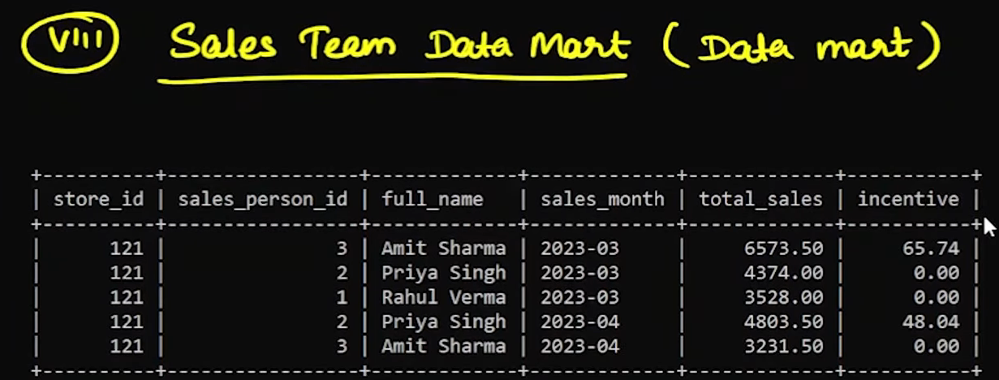 VIII Sales Team Data Mart (Data mart)
+----------+-----------------+-------------+-------------+-------------+-----------+
| store_id | sales_person_id | full_name   | sales_month | total_sales | incentive |
+----------+-----------------+-------------+-------------+-------------+-----------+
|      121 |               3 | Amit Sharma | 2023-03     |     6573.50 |     65.74 |
|      121 |               2 | Priya Singh | 2023-03     |     4374.00 |      0.00 |
|      121 |               1 | Rahul Verma | 2023-03     |     3528.00 |      0.00 |
|      121 |               2 | Priya Singh | 2023-04     |     4803.50 |     48.04 |
|      121 |               3 | Amit Sharma | 2023-04     |     3231.50 |      0.00 |
+----------+-----------------+-------------+-------------+-------------+-----------+